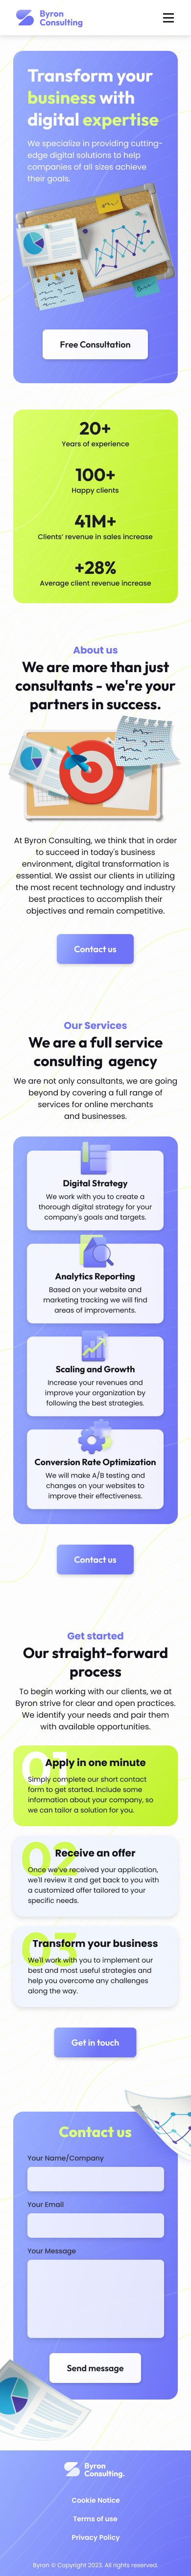 Byron
Consulting
Transform your
business with
digital expertise
We specialize in providing cutting-
edge digital solutions to help
companies of all sizes achieve
their goals.
Free Consultation
20+
Years of experience
100+
Happy clients
41M+
Clients' revenue in sales increase
+28%
Average client revenue increase
About us
We are more than just
consultants - we're your
partners in success.
At Byron Consulting, we think that in order
to succeed in today's business
environment, digital transformation is
essential. We assist our clients in utilizing
the most recent technology and industry
best practices to accomplish their
objectives and remain competitive.
Contact us
Our Services
We are a full service
consulting agency
We are not only consultants, we are going
beyond by covering a full range of
services for online merchants
and businesses.
Digital Strategy
We work with you to create a
thorough digital strategy for your
company's goals and targets.
Analytics Reporting
Based on your website and
marketing tracking we will find
areas of improvements.
Scaling and Growth
Increase your revenues and
improve your organization by
following the best strategies.
Conversion Rate Optimization
We will make A/B testing and
changes on your websites to
improve their effectiveness.
Contact us
Get started
Our straight-forward
process
To begin working with our clients, we at
Byron strive for clear and open practices.
We identify your needs and pair them
with available opportunities.
01
Apply in one minute
Simply complete our short contact
form to get started. Include some
information about your company, so
we can tailor a solution for you.
02
Receive an offer
Once we've received your application,
we'll review it and get back to you with
a customized offer tailored to your
specific needs.
03
Transform your business
We'll work with you to implement our
best and most useful strategies and
help you overcome any challenges
along the way.
Get in touch
Contact us
Your Name/Company
Your Email
Your Message
Send message
Byron
Consulting.
Cookie Notice
Terms of use
Privacy Policy
Byron © Copyright 2023. All rights reserved.